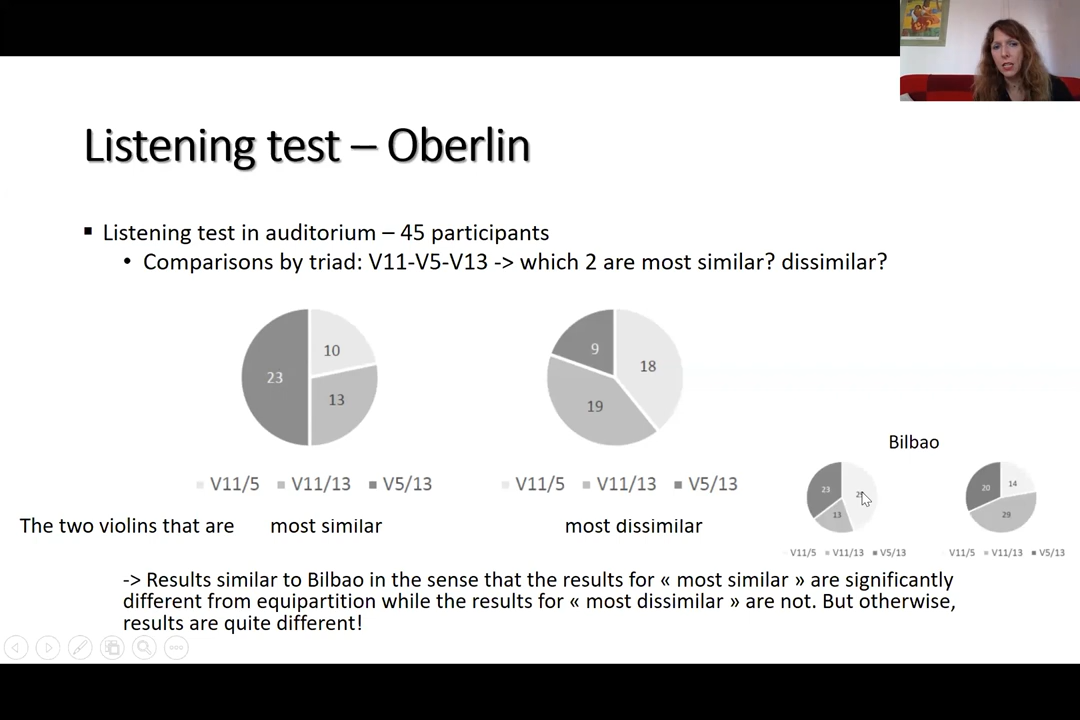 Listening test – Oberlin
▪ Listening test in auditorium – 45 participants
• Comparisons by triad: V11-V5-V13 -> which 2 are most similar? dissimilar?
10
23
13
9
18
19
V11/5 V11/13 V5/13
V11/5 V11/13 V5/13
Bilbao
23
13
20
14
29
V11/5 V11/13 V5/13
V11/5 V11/13 V5/13
The two violins that are most similar most dissimilar
-> Results similar to Bilbao in the sense that the results for « most similar » are significantly
different from equipartition while the results for « most dissimilar » are not. But otherwise,
results are quite different!